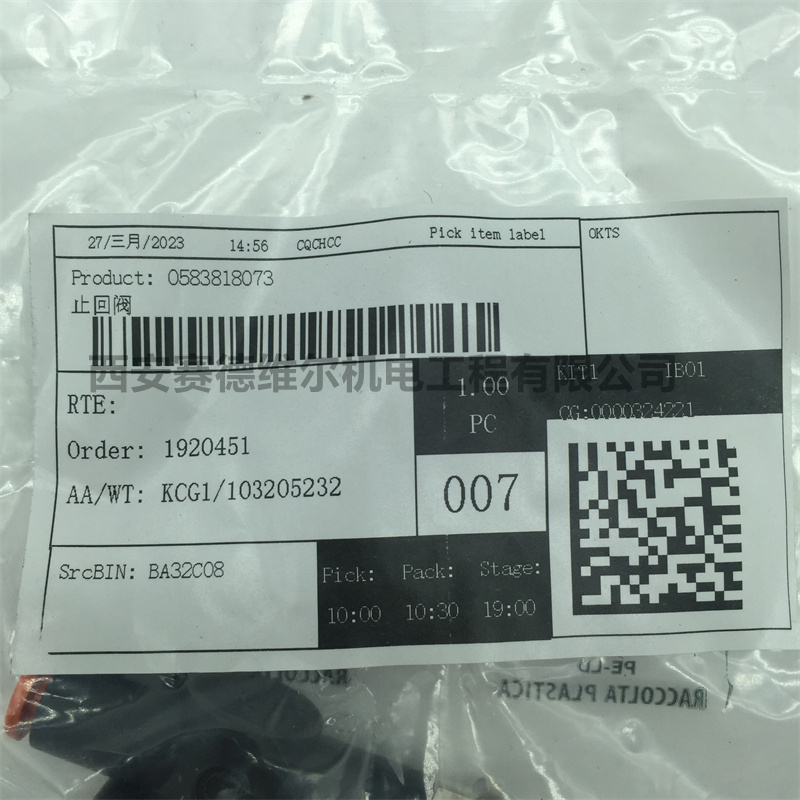 27/三月/2023 14:56 CQCHCC Pick item label OKTS
Product: 0583818073
止回阀
西安赛德维尔机电工程有限公司
KIT1 IB01
1.00
CG:0000324221
PC
RTE:
Order: 1920451
AA/WT: KCG1/103205232
007
SrcBIN: BA32C08
Pick: Pack: Stage:
10:00 10:30 19:00
PE-LD
RACCOLTA PLASTICA